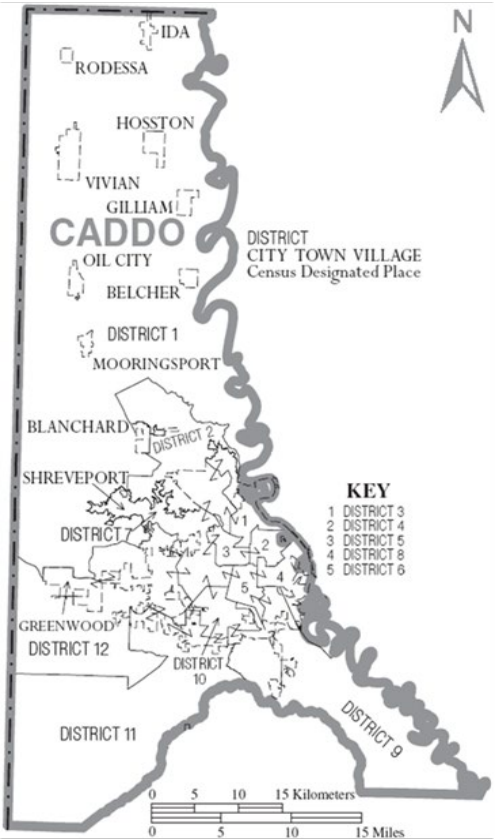 N
IDA
RODESSA
HOSSTON
VIVIAN
GILLIAM
CADDO
DISTRICT
CITY TOWN VILLAGE
Census Designated Place
OIL CITY
BELCHER
DISTRICT 1
MOORINGSPORT
BLANCHARD
DISTRICT 2
SHREVEPORT
KEY
1 DISTRICT 3
2 DISTRICT 4
3 DISTRICT 5
4 DISTRICT 8
5 DISTRICT 6
1
2
3
4
5
DISTRICT 7
GREENWOOD
DISTRICT 12
DISTRICT
10
DISTRICT 9
DISTRICT 11
0 5 10 15 Kilometers
0 5 10 15 Miles